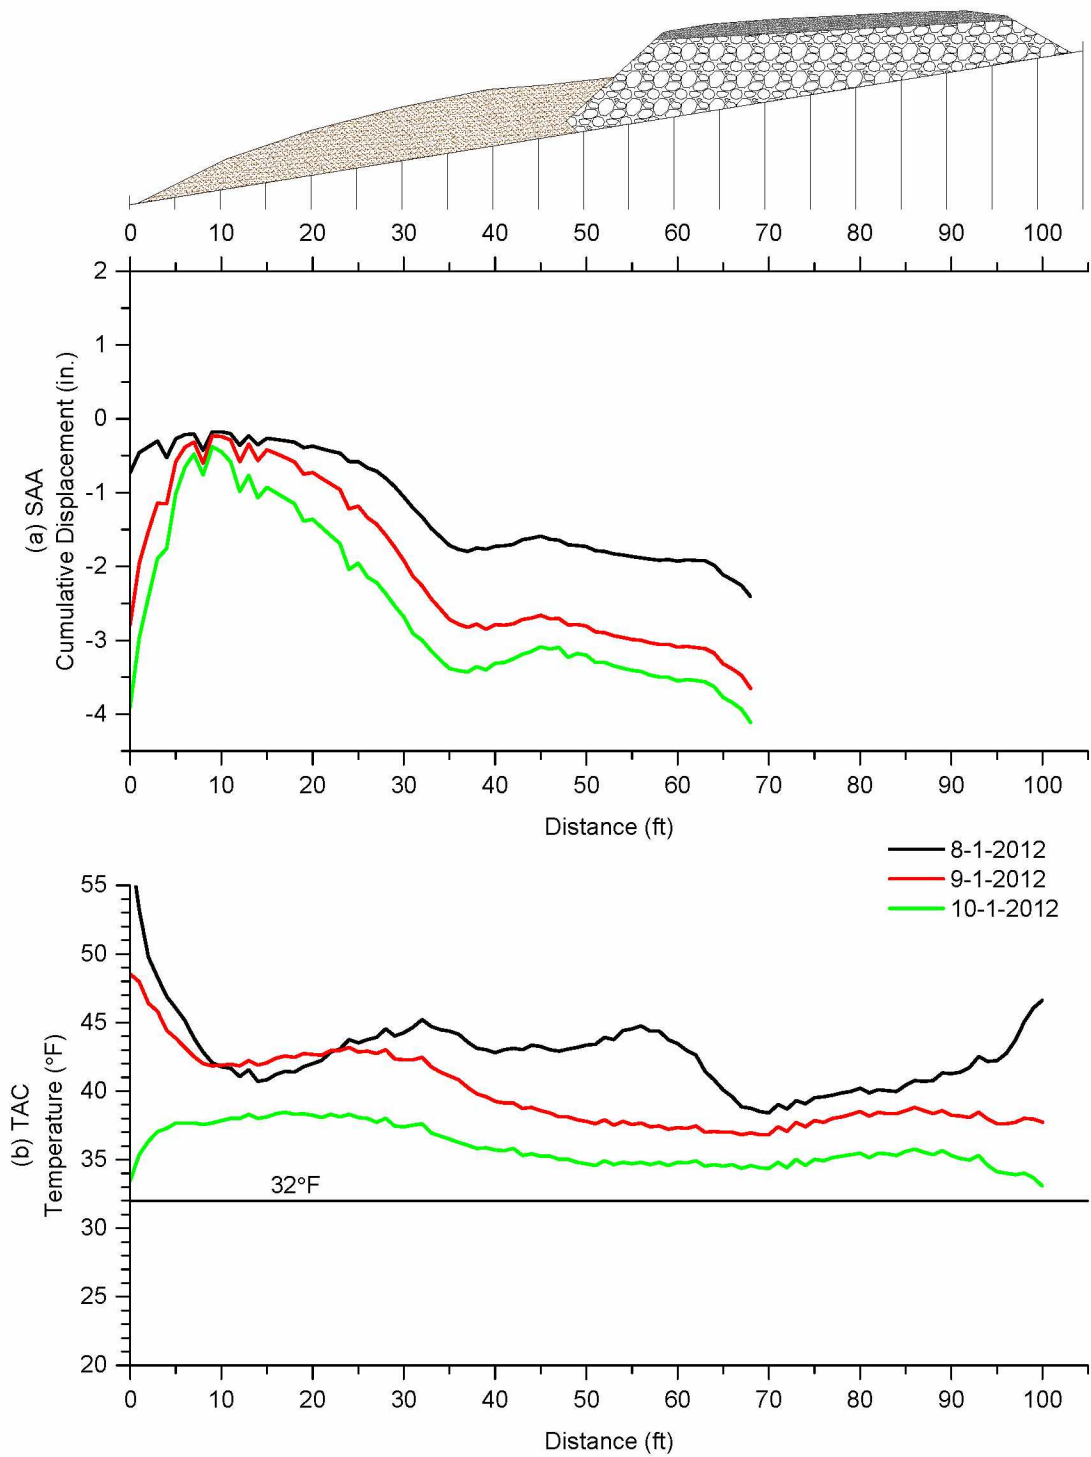 0 10 20 30 40 50 60 70 80 90 100
2
1
0
-1
-2
-3
-4
(a) SAA
Cumulative Displacement (in.)
0 10 20 30 40 50 60 70 80 90 100
Distance (ft)
8-1-2012
9-1-2012
10-1-2012
55
50
45
40
35
30
25
20
(b) TAC
Temperature (°F)
32°F
0 10 20 30 40 50 60 70 80 90 100
Distance (ft)